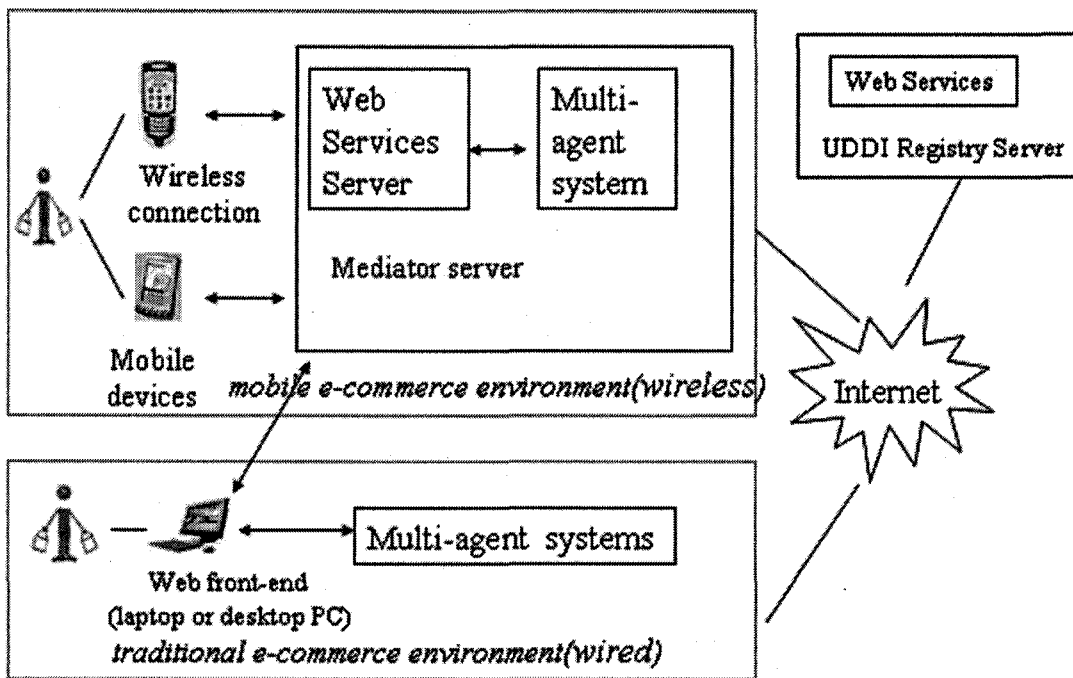 Web
Services
Server
Multi-
agent
system
Mediator server
Wireless
connection
Mobile
devices
mobile e-commerce environment(wireless)
Web Services
UDDI Registry Server
Internet
Multi-agent systems
Web front-end
(laptop or desktop PC)
traditional e-commerce environment(wired)